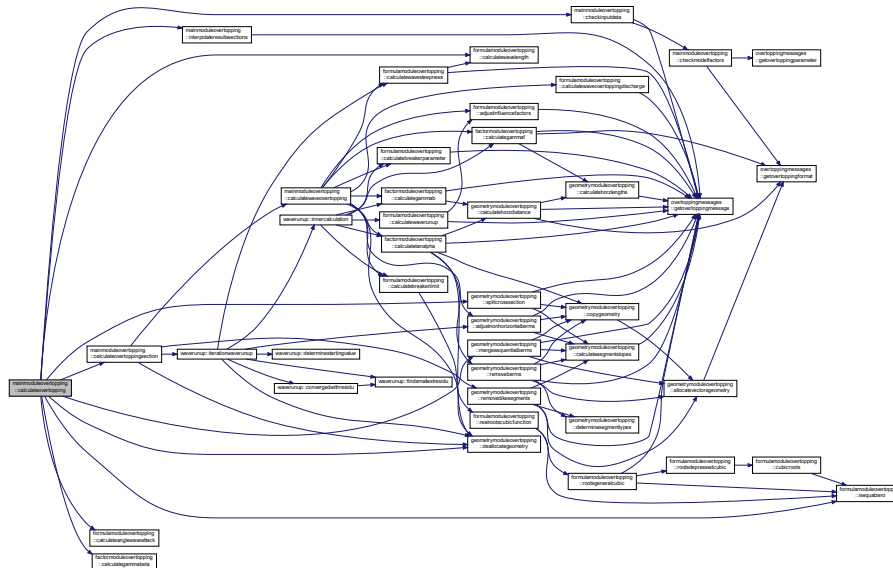 mainmoduleovertopping
::calculateovertopping
mainmoduleovertopping
::interpolateresultssections
mainmoduleovertopping
::calculateovertoppingsection
formulamoduleovertopping
::calculateanglewaveattack
factormoduleovertopping
::calculategammabeta
mainmoduleovertopping
::calculatewaveovertopping
waverunup::innercalculation
waverunup::iterationwaverunup
waverunup::determinestartingvalue
waverunup::convergedwithresidu
waverunup::findsmallestresidu
formulamoduleovertopping
::calculatewavesteepness
formulamoduleovertopping
::calculatebreakerparameter
factormoduleovertopping
::calculategammab
formulamoduleovertopping
::calculatewaverunup
factormoduleovertopping
::calculatetanalpha
formulamoduleovertopping
::calculatebreakerlimit
formulamoduleovertopping
::calculatewavelength
formulamoduleovertopping
::adjustinfluencefactors
factormoduleovertopping
::calculategammaf
geometrymoduleovertopping
::calculatehorzdistance
geometrymoduleovertopping
::splitcrosssection
geometrymoduleovertopping
::adjustnonhorizontalberms
geometrymoduleovertopping
::mergesequentialberms
geometrymoduleovertopping
::removeberms
geometrymoduleovertopping
::removedikesegments
formulamoduleovertopping
::realrootscubicfunction
geometrymoduleovertopping
::deallocategeometry
mainmoduleovertopping
::checkinputdata
formulamoduleovertopping
::calculatewaveovertoppingdischarge
geometrymoduleovertopping
::calculatehorzlengths
geometrymoduleovertopping
::copygeometry
geometrymoduleovertopping
::calculatesegmentslopes
geometrymoduleovertopping
::determinesegmenttypes
formulamoduleovertopping
::rootsgeneralcubic
mainmoduleovertopping
::checkmodelfactors
overtoppingmessages
::getovertoppingmessage
geometrymoduleovertopping
::allocatevectorsgeometry
formulamoduleovertopping
::rootsdepressedcubic
overtoppingmessages
::getovertoppingparameter
overtoppingmessages
::getovertoppingformat
formulamoduleovertopping
::cubicroots
formulamoduleovertopping
::isequalzero